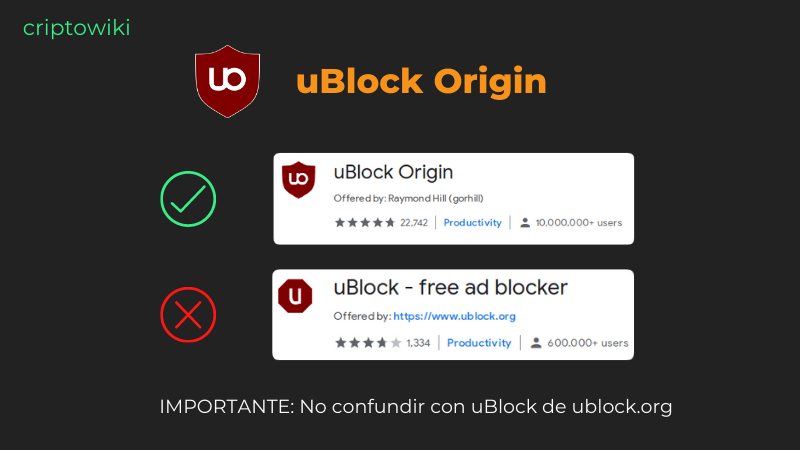 criptowiki
uBlock Origin
uBlock Origin
Offered by: Raymond Hill (gorhill)
22,742 Productivity 10,000,000+ users
uBlock - free ad blocker
Offered by: https://www.ublock.org
1,334 Productivity 600,000+ users
IMPORTANTE: No confundir con uBlock de ublock.org